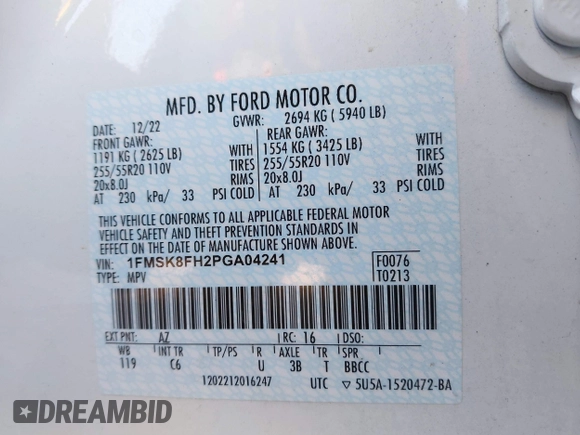 MFD. BY FORD MOTOR CO.
DATE: 12/22 GVWR: 2694 KG ( 5940 LB)
FRONT GAWR: REAR GAWR:
1191 KG ( 2625 LB) WITH 1554 KG ( 3425 LB) WITH
255/55R20 110V TIRES 255/55R20 110V TIRES
20x8.0J RIMS 20x8.0J RIMS
AT 230 kPa/ 33 PSI COLD AT 230 kPa/ 33 PSI COLD
THIS VEHICLE CONFORMS TO ALL APPLICABLE FEDERAL MOTOR
VEHICLE SAFETY AND THEFT PREVENTION STANDARDS IN
EFFECT ON THE DATE OF MANUFACTURE SHOWN ABOVE.
VIN: 1FMSK8FH2PGA04241 F0076
TYPE: MPV T0213
EXT PNT: AZ RC: 16 DSO:
WB INT TR TP/PS R AXLE TR SPR
119 C6 U 3B T BBCC
1202212016247 UTC 5U5A-1520472-BA
DREAMBID